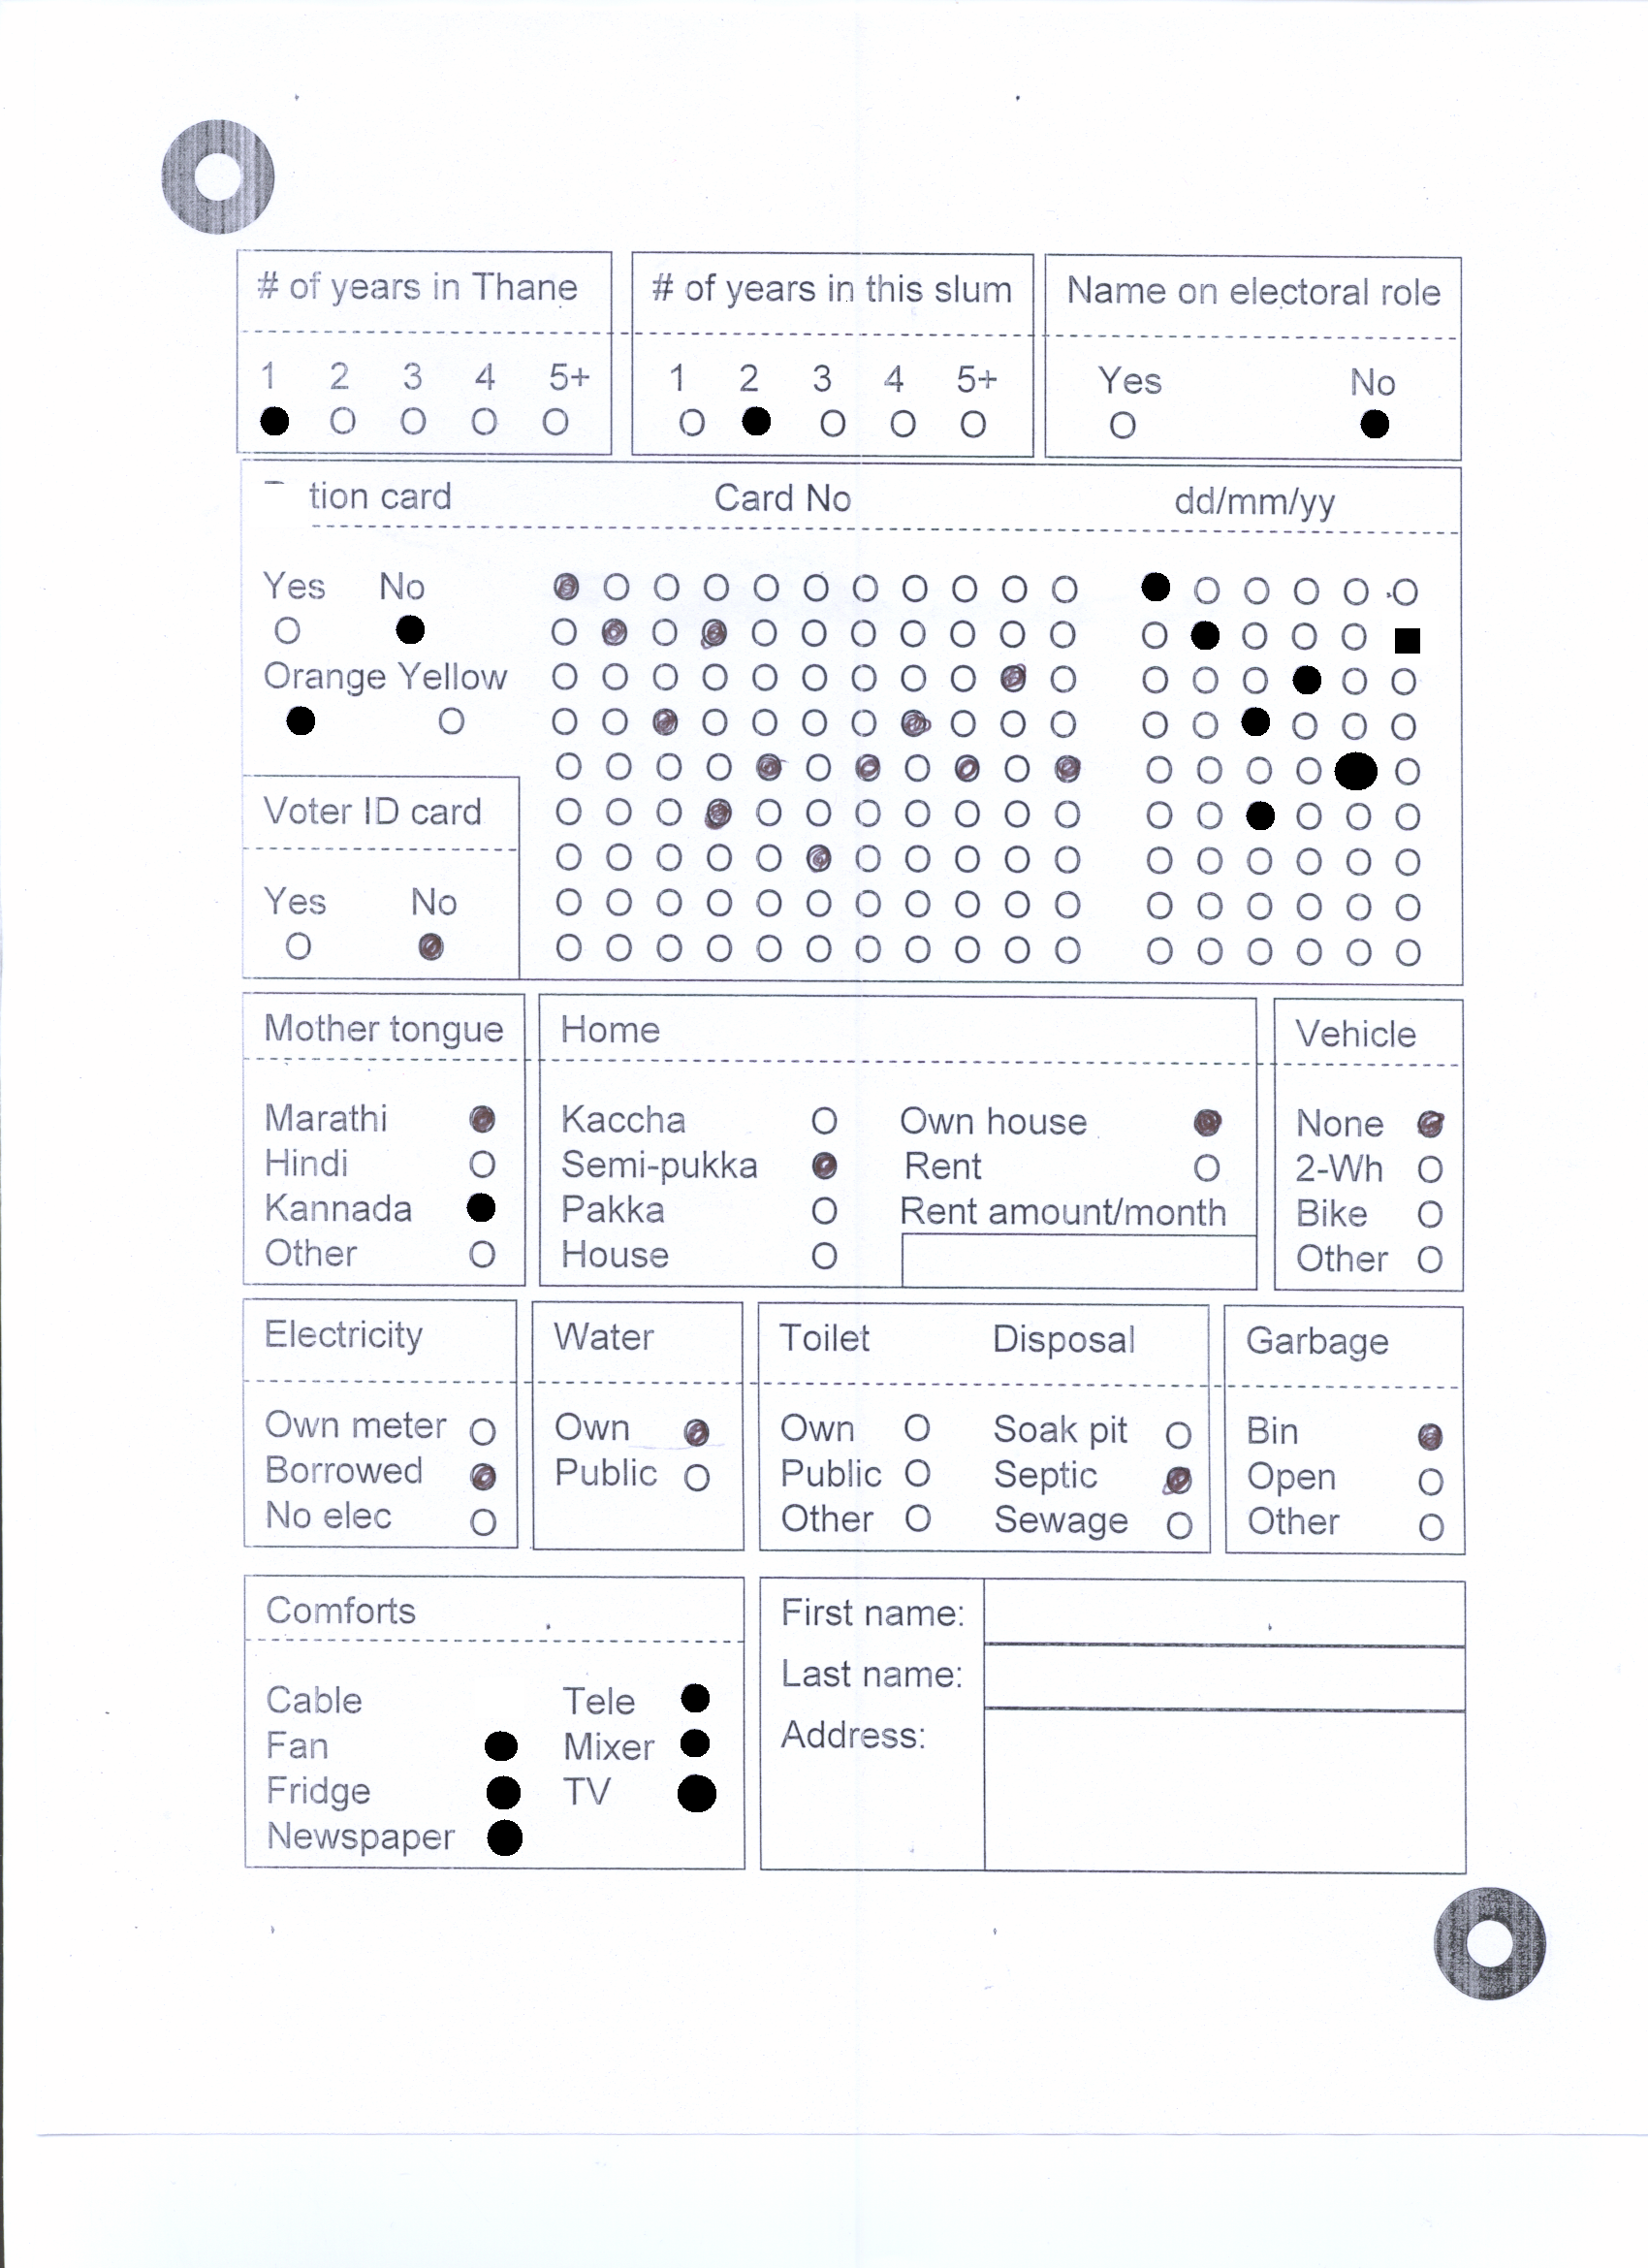 # of years in Thane
1 2 3 4 5+
# of years in this slum
1 2 3 4 5+
Name on electoral role
Yes No
tion card
Card No
dd/mm/yy
Yes No
Orange Yellow
Voter ID card
Yes No
Mother tongue
Marathi
Hindi
Kannada
Other
Home
Kaccha
Semi-pukka
Pakka
House
Own house
Rent
Rent amount/month
Vehicle
None
2-Wh
Bike
Other
Electricity
Own meter
Borrowed
No elec
Water
Own
Public
Toilet
Own
Public
Other
Disposal
Soak pit
Septic
Sewage
Garbage
Bin
Open
Other
Comforts
Cable
Fan
Fridge
Newspaper
Tele
Mixer
TV
First name:
Last name:
Address: